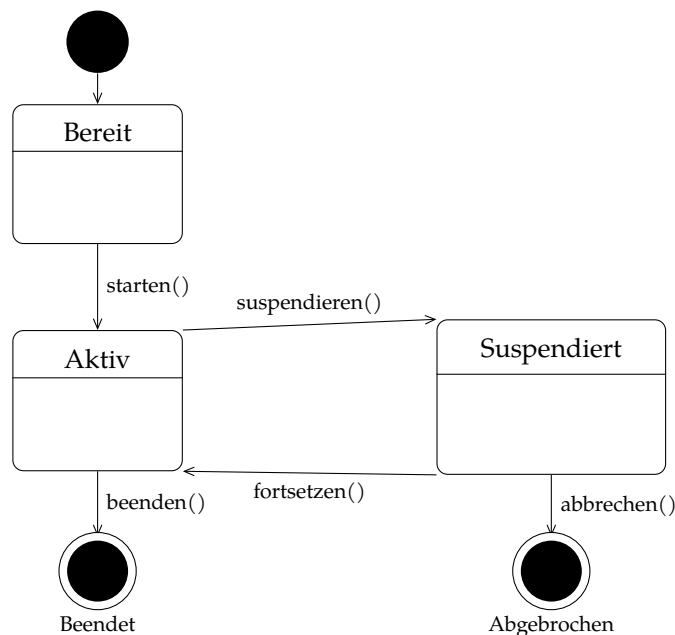 Bereit
starten()
suspendieren()
Aktiv
Suspendiert
fortsetzen()
beenden()
abbrechen()
Beendet
Abgebrochen